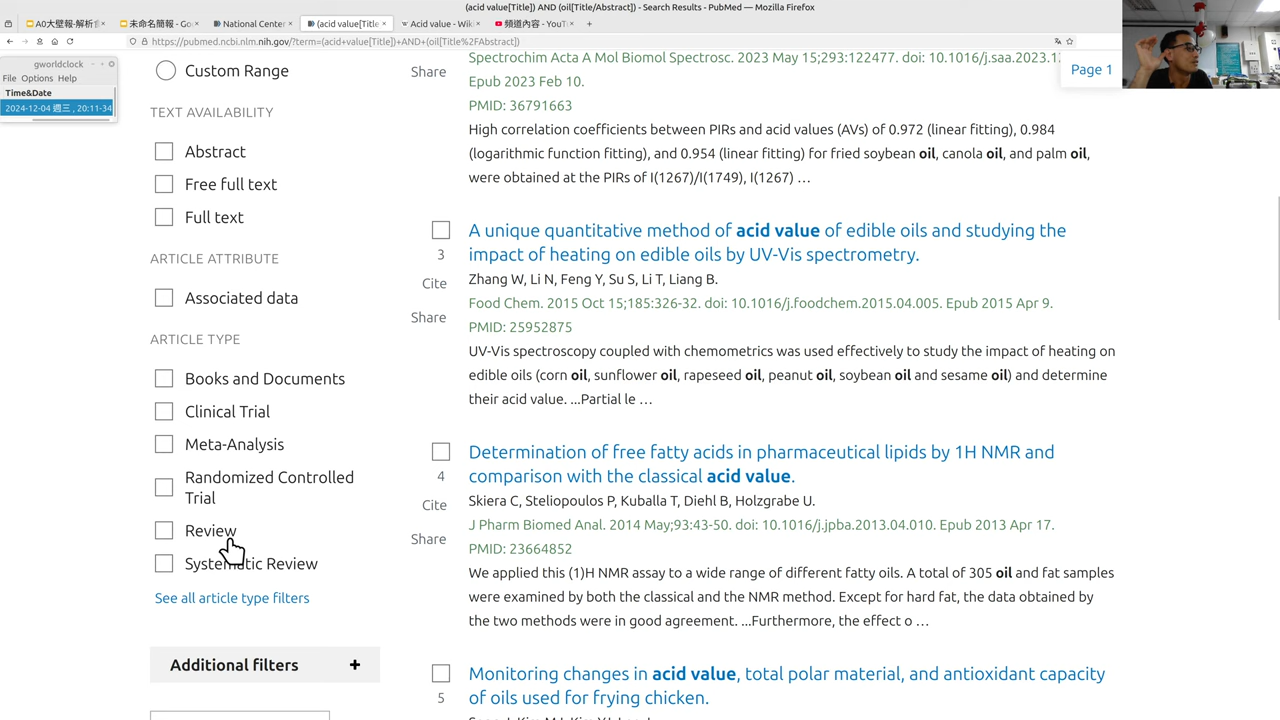 (acid value[Title]) AND (oil[Title/Abstract]) - Search Results - PubMed — Mozilla Firefox
A0大壁報-解析 × 未命名簡報 - Go × National Center × (acid value[Title × Acid value - Wiki × 頻道內容 - YouT × +
https://pubmed.ncbi.nlm.nih.gov/?term=(acid+value[Title])+AND+(oil[Title%2FAbstract])
gworldclock
File Options Help
Time&Date
2024-12-04 週三 , 20:11-34
Custom Range
TEXT AVAILABILITY
Abstract
Free full text
Full text
ARTICLE ATTRIBUTE
Associated data
ARTICLE TYPE
Books and Documents
Clinical Trial
Meta-Analysis
Randomized Controlled
Trial
Review
Systematic Review
See all article type filters
Additional filters +
Share
Spectrochim Acta A Mol Biomol Spectrosc. 2023 May 15;293:122477. doi: 10.1016/j.saa.2023.1
Epub 2023 Feb 10.
PMID: 36791663
High correlation coefficients between PIRs and acid values (AVs) of 0.972 (linear fitting), 0.984
(logarithmic function fitting), and 0.954 (linear fitting) for fried soybean oil, canola oil, and palm oil,
were obtained at the PIRs of I(1267)/I(1749), I(1267) …
Page 1
3
Cite
Share
A unique quantitative method of acid value of edible oils and studying the
impact of heating on edible oils by UV-Vis spectrometry.
Zhang W, Li N, Feng Y, Su S, Li T, Liang B.
Food Chem. 2015 Oct 15;185:326-32. doi: 10.1016/j.foodchem.2015.04.005. Epub 2015 Apr 9.
PMID: 25952875
UV-Vis spectroscopy coupled with chemometrics was used effectively to study the impact of heating on
edible oils (corn oil, sunflower oil, rapeseed oil, peanut oil, soybean oil and sesame oil) and determine
their acid value. ...Partial le …
4
Cite
Share
Determination of free fatty acids in pharmaceutical lipids by 1H NMR and
comparison with the classical acid value.
Skiera C, Steliopoulos P, Kuballa T, Diehl B, Holzgrabe U.
J Pharm Biomed Anal. 2014 May;93:43-50. doi: 10.1016/j.jpba.2013.04.010. Epub 2013 Apr 17.
PMID: 23664852
We applied this (1)H NMR assay to a wide range of different fatty oils. A total of 305 oil and fat samples
were examined by both the classical and the NMR method. Except for hard fat, the data obtained by
the two methods were in good agreement. ...Furthermore, the effect o …
5
Monitoring changes in acid value, total polar material, and antioxidant capacity
of oils used for frying chicken.